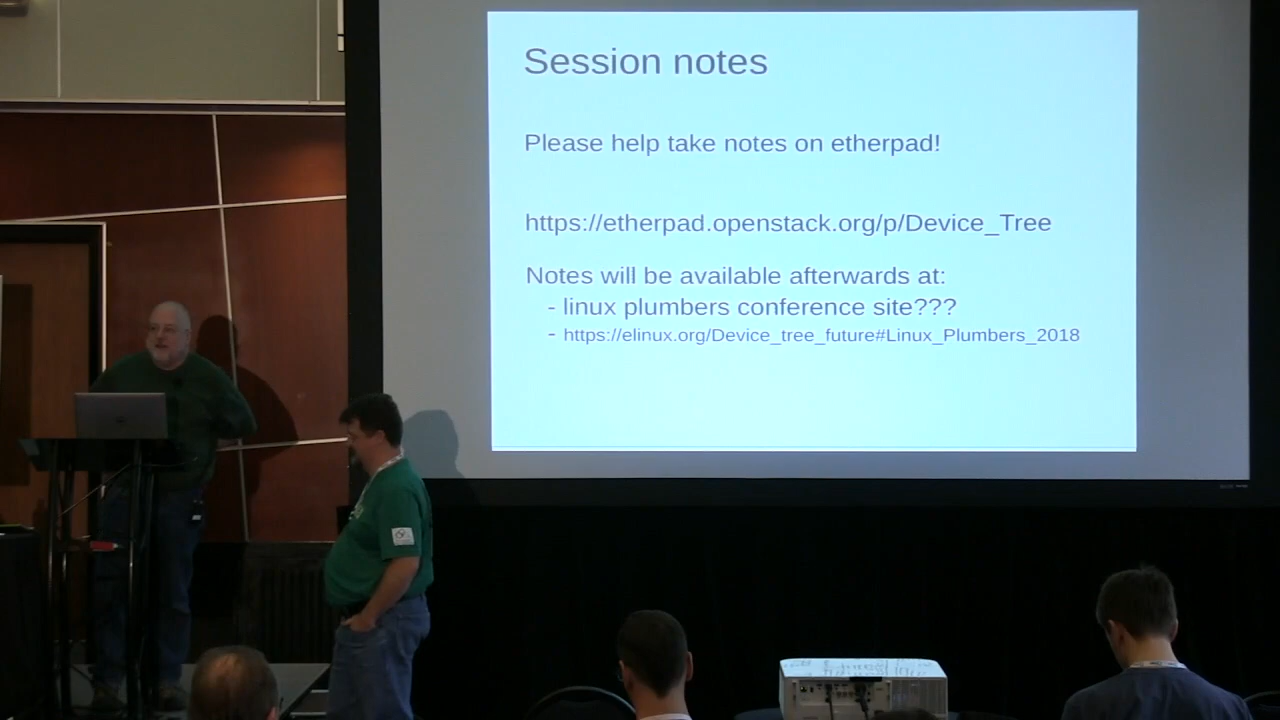 Session notes
Please help take notes on etherpad!
https://etherpad.openstack.org/p/Device_Tree
Notes will be available afterwards at:
- linux plumbers conference site???
- https://elinux.org/Device_tree_future#Linux_Plumbers_2018